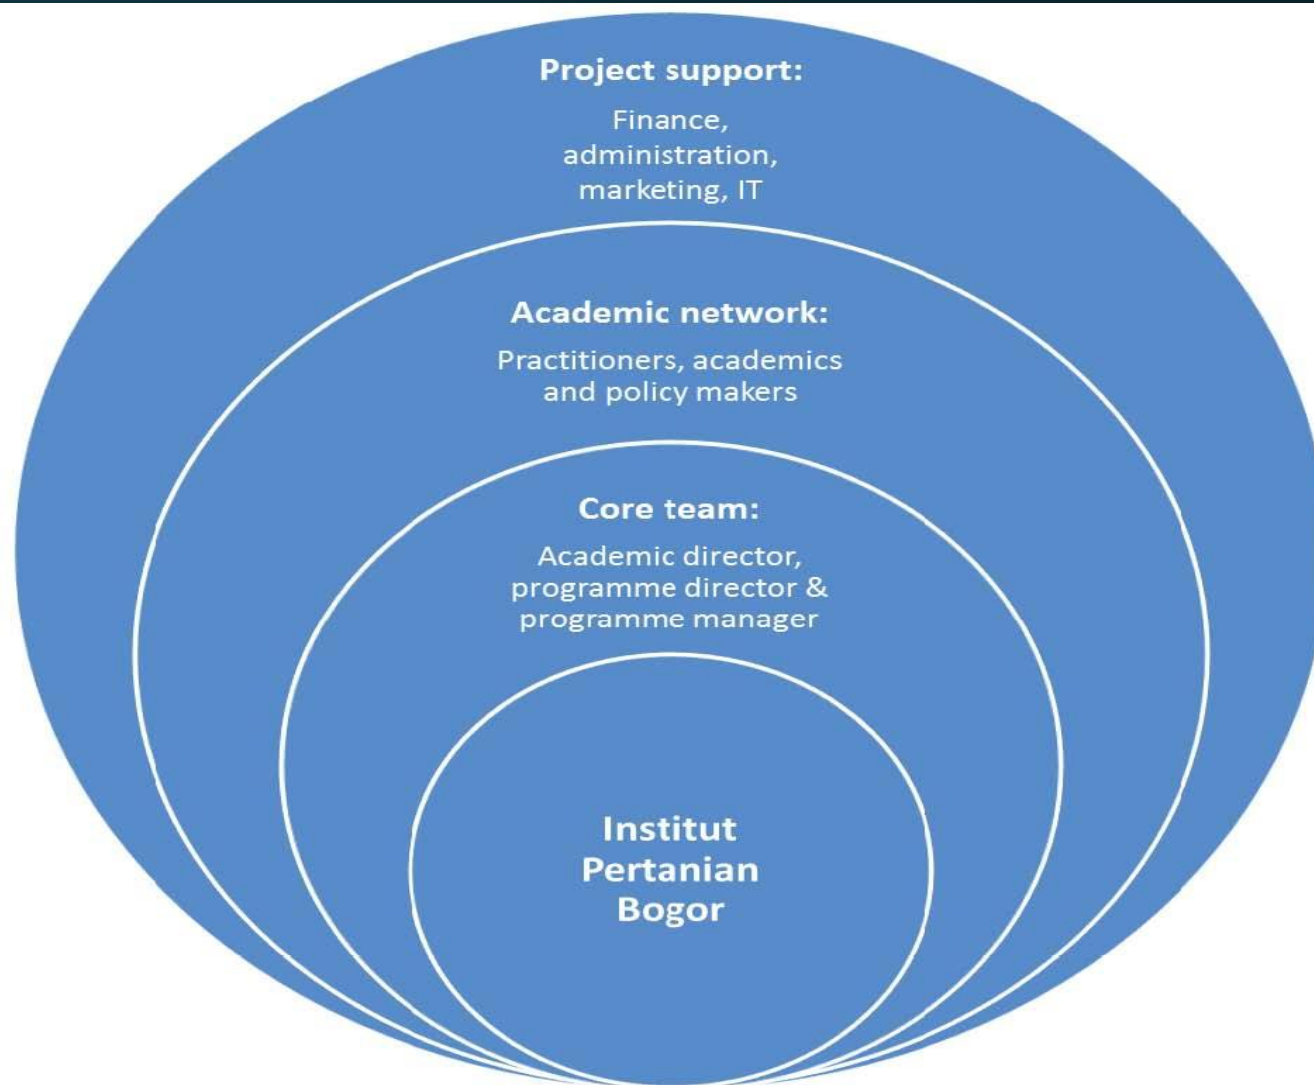 Project support:
Finance,
administration,
marketing, IT
Academic network:
Practitioners, academics
and policy makers
Core team:
Academic director,
programme director &
programme manager
Institut
Pertanian
Bogor